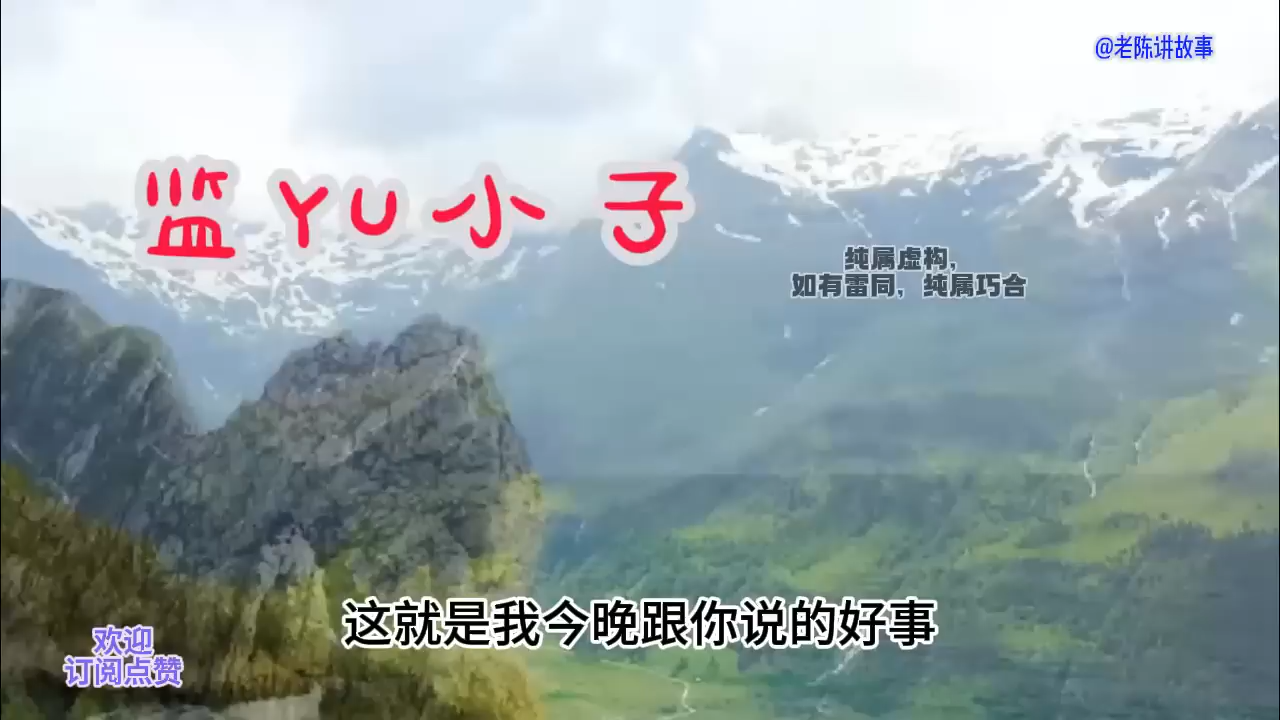 @老陈讲故事
监YU小子
纯属虚构，
如有雷同，纯属巧合
这就是我今晚跟你说的好事
欢迎
订阅点赞